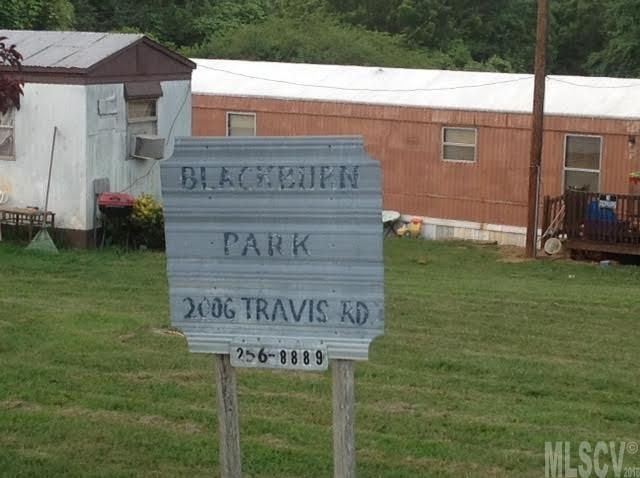 BLACKBURN
PARK
2006 TRAVIS RD
256-8889
MLSCV©